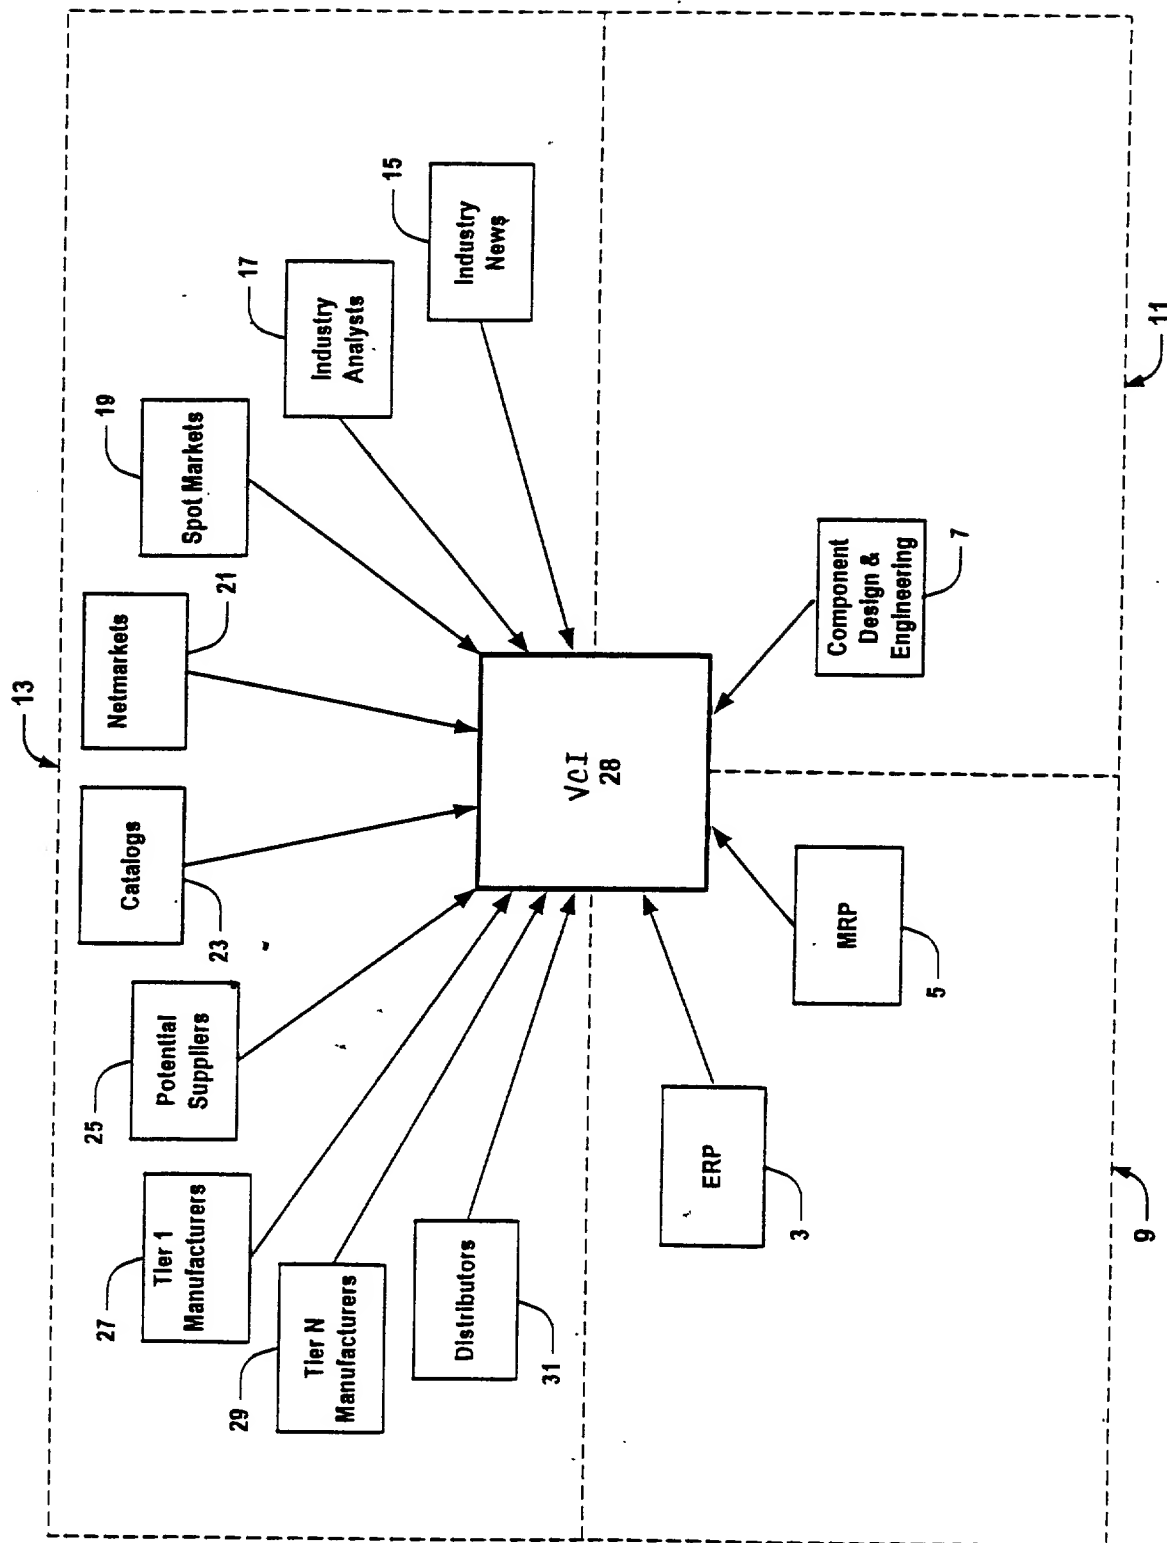 13
Netmarkets
21
Spot Markets
19
Industry
Analysts
17
Industry
News
15
Catalogs
23
Potential
Suppliers
25
Tier 1
Manufacturers
27
Tier N
Manufacturers
29
Distributors
31
VCI
28
ERP
3
MRP
5
Component
Design &
Engineering
7
9
11